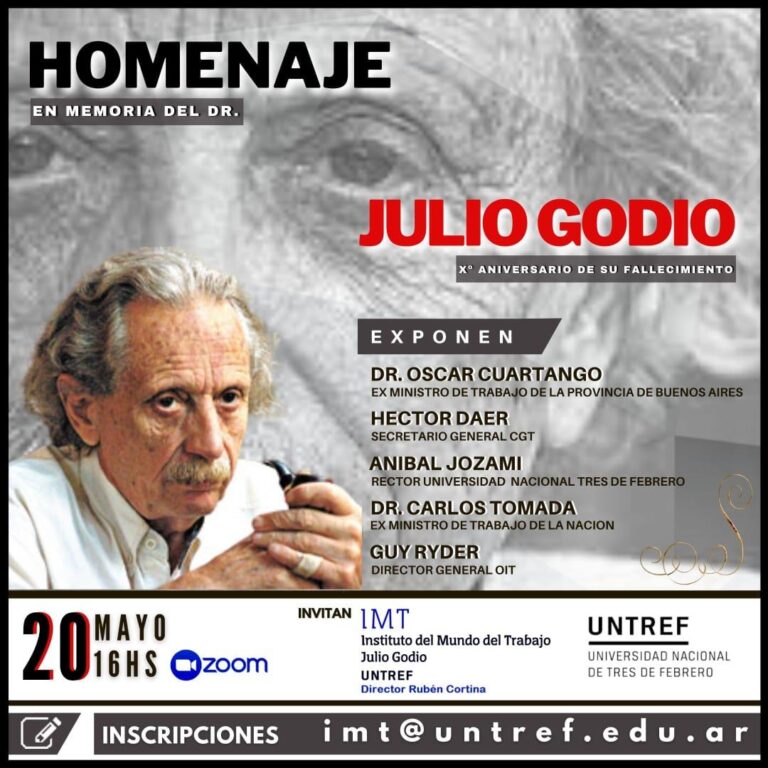 HOMENAJE
EN MEMORIA DEL DR.
JULIO GODIO
Xº ANIVERSARIO DE SU FALLECIMIENTO
EXPONEN
DR. OSCAR CUARTANGO
EX MINISTRO DE TRABAJO DE LA PROVINCIA DE BUENOS AIRES
HECTOR DAER
SECRETARIO GENERAL CGT
ANIBAL JOZAMI
RECTOR UNIVERSIDAD NACIONAL TRES DE FEBRERO
DR. CARLOS TOMADA
EX MINISTRO DE TRABAJO DE LA NACION
GUY RYDER
DIRECTOR GENERAL OIT
20 MAYO
16HS
zoom
INVITAN
IMT
Instituto del Mundo del Trabajo
Julio Godio
UNTREF
Director Rubén Cortina
UNTREF
UNIVERSIDAD NACIONAL
DE TRES DE FEBRERO
INSCRIPCIONES imt@untref.edu.ar